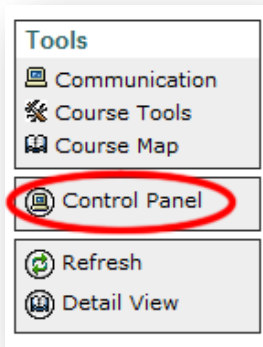 Tools
Communication
Course Tools
Course Map
Control Panel
Refresh
Detail View